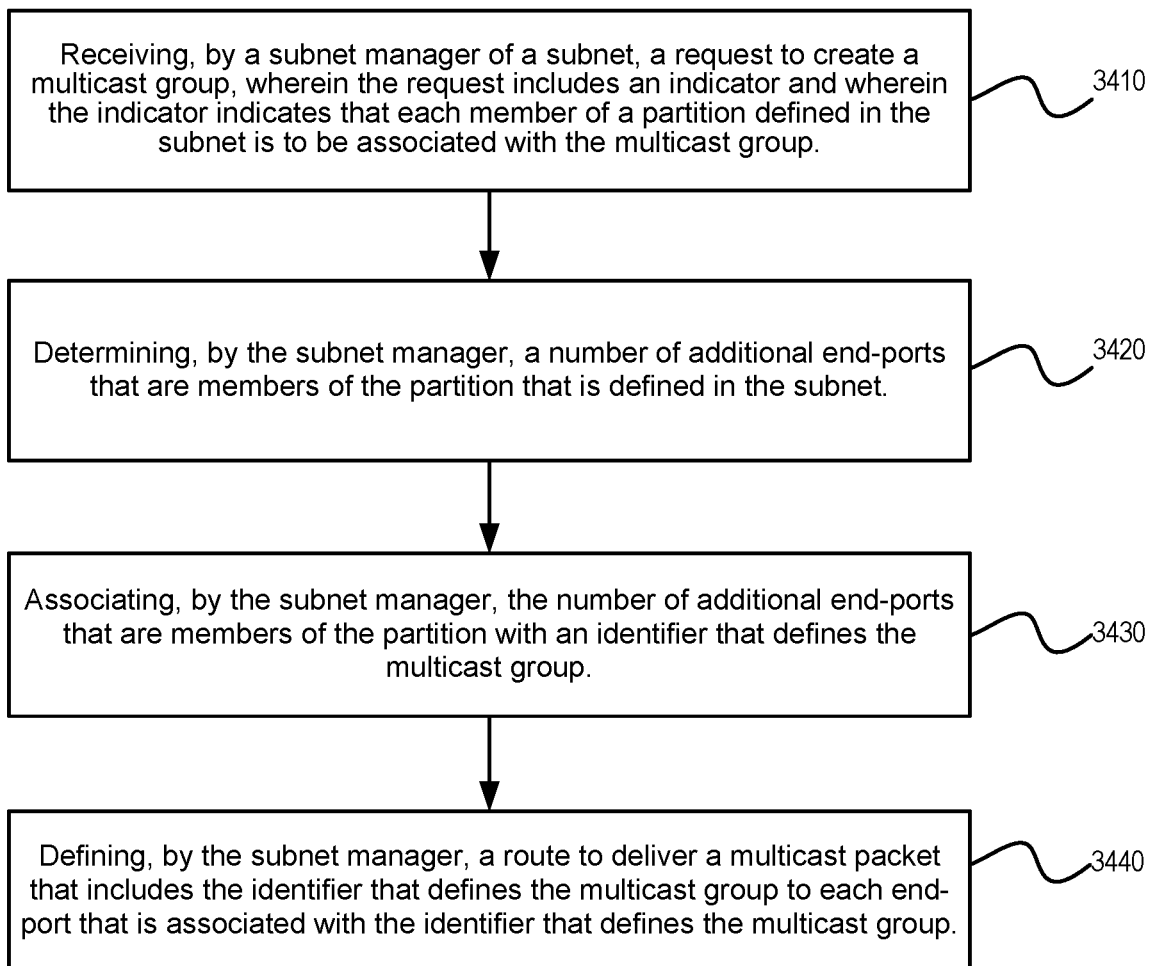 Receiving, by a subnet manager of a subnet, a request to create a
multicast group, wherein the request includes an indicator and wherein
the indicator indicates that each member of a partition defined in the
subnet is to be associated with the multicast group.
3410
Determining, by the subnet manager, a number of additional end-ports
that are members of the partition that is defined in the subnet.
3420
Associating, by the subnet manager, the number of additional end-ports
that are members of the partition with an identifier that defines the
multicast group.
3430
Defining, by the subnet manager, a route to deliver a multicast packet
that includes the identifier that defines the multicast group to each end-
port that is associated with the identifier that defines the multicast group.
3440